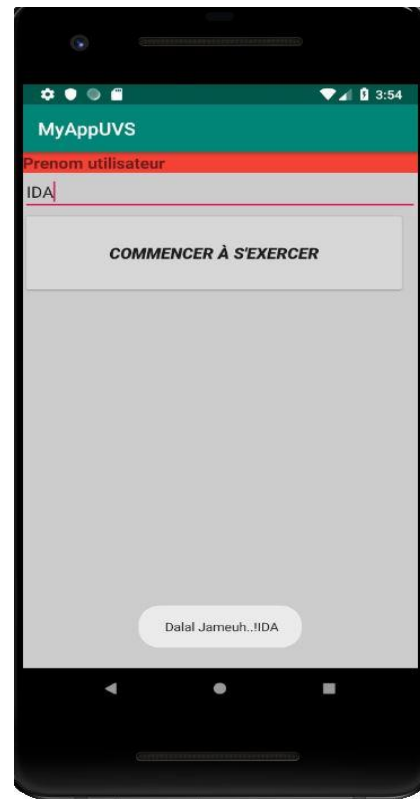 3:54
MyAppUVS
Prenom utilisateur
IDA
COMMENCER À S'EXERCER
Dalal Jameuh..!IDA